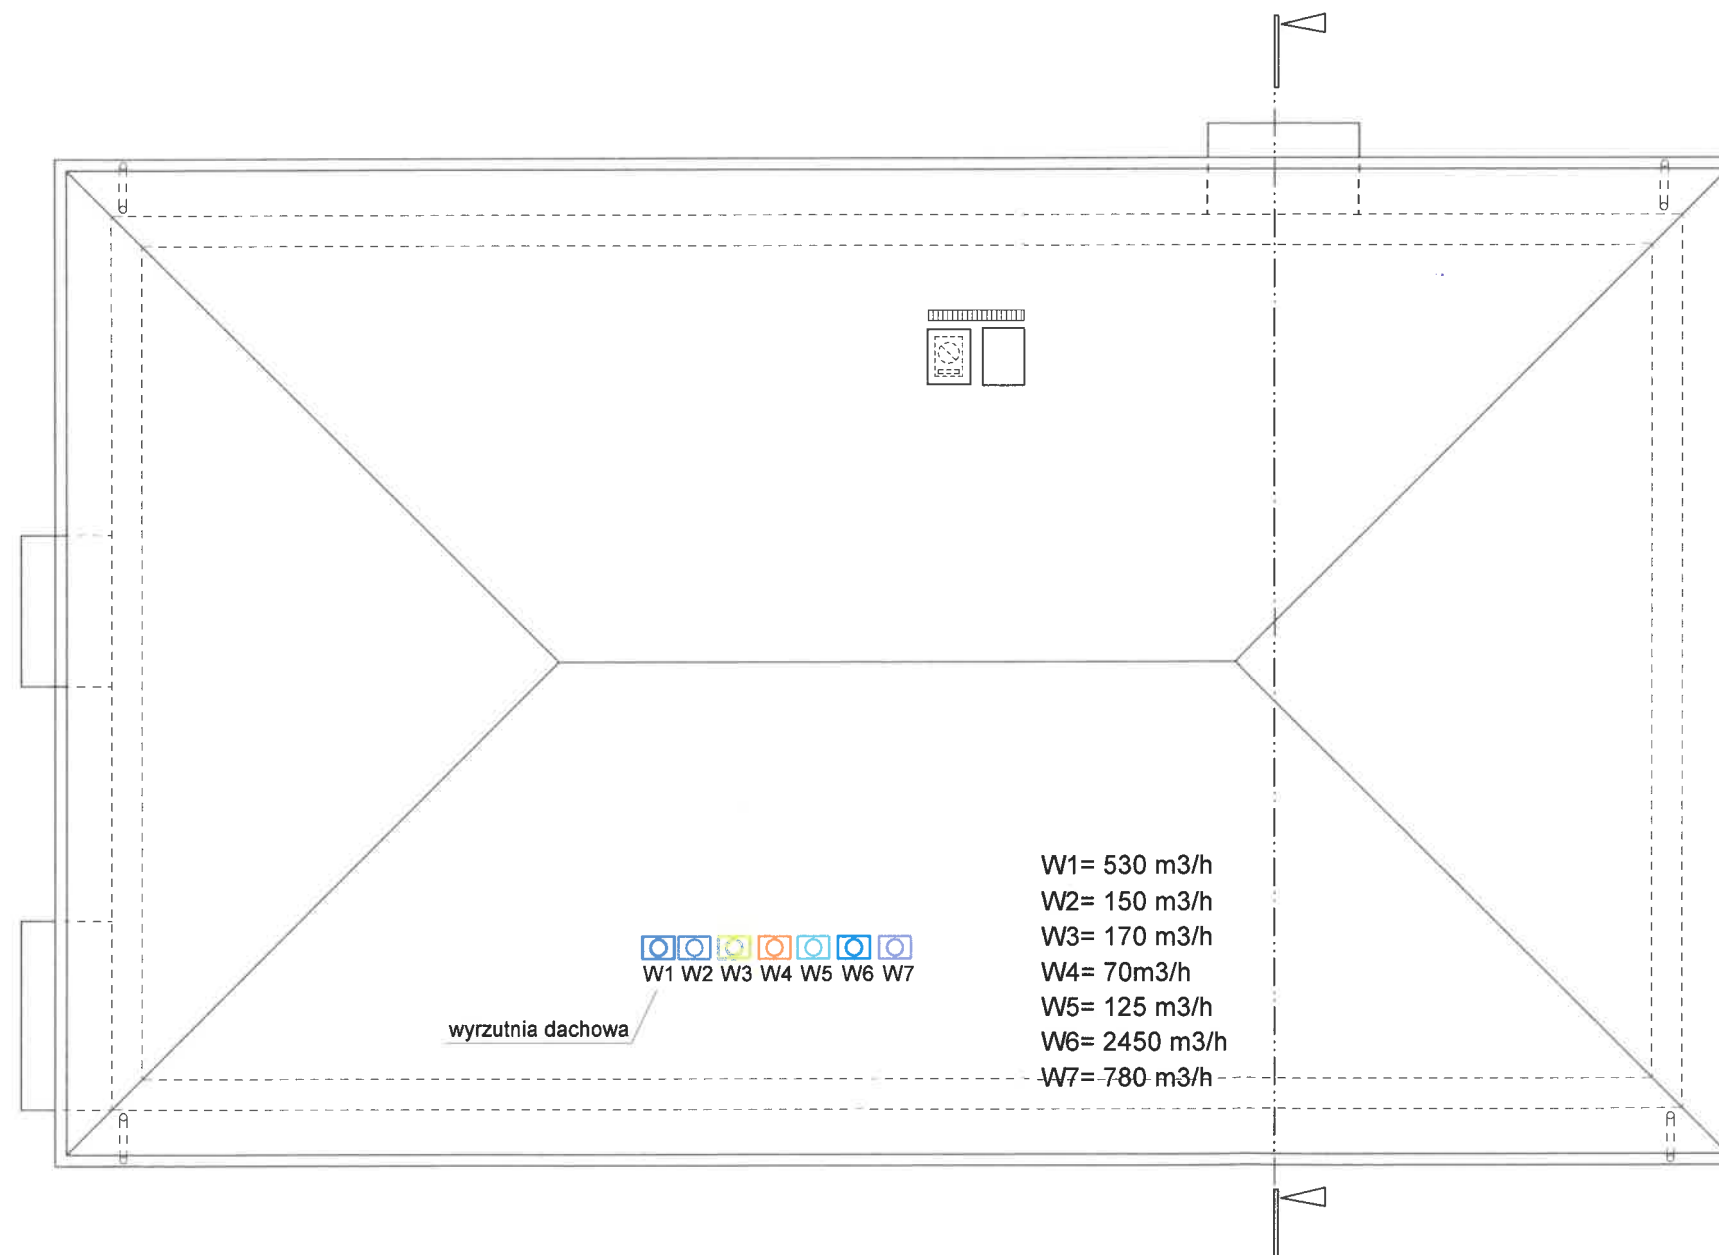 W1= 530 m3/h
W2= 150 m3/h
W3= 170 m3/h
W4= 70m3/h
W5= 125 m3/h
W6= 2450 m3/h
W7= 780 m3/h
W1 W2 W3 W4 W5 W6 W7
wyrzutnia dachowa